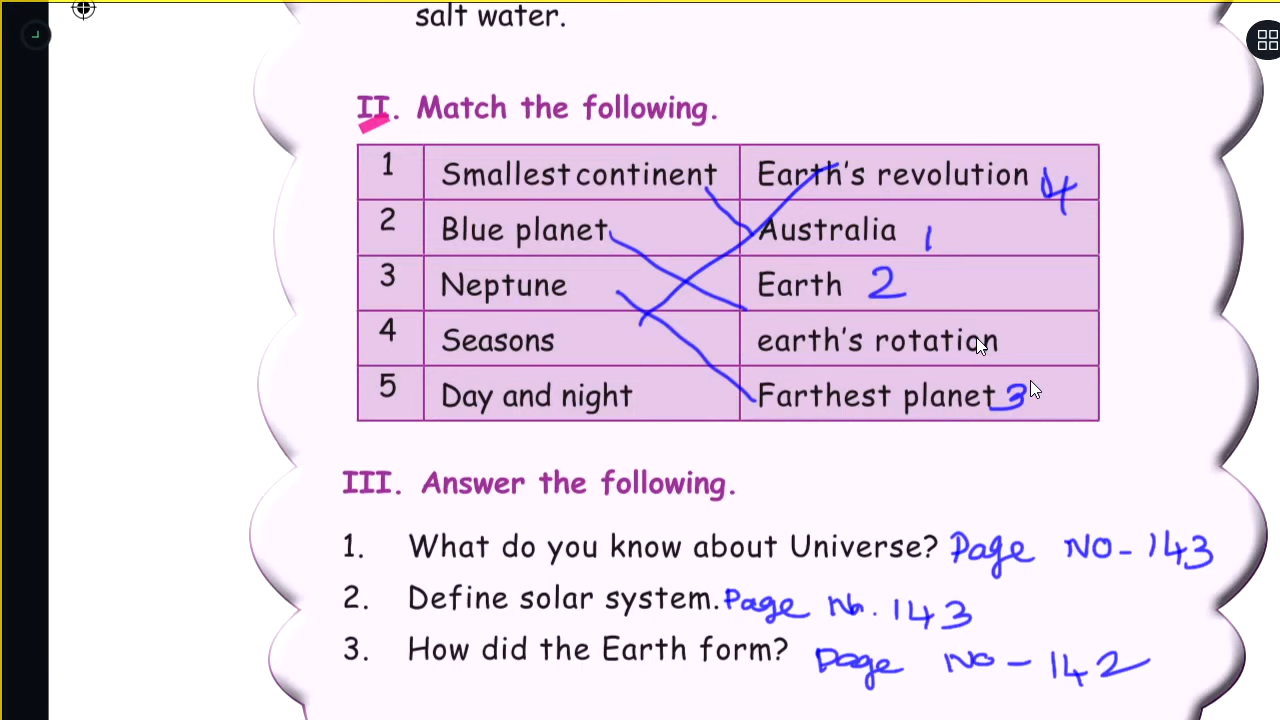 salt water.
II. Match the following.
1 Smallest continent Earth's revolution 4
2 Blue planet Australia 1
3 Neptune Earth 2
4 Seasons earth's rotation
5 Day and night Farthest planet 3
III. Answer the following.
1. What do you know about Universe? Page NO - 143
2. Define solar system. Page No. 143
3. How did the Earth form? Page No - 142